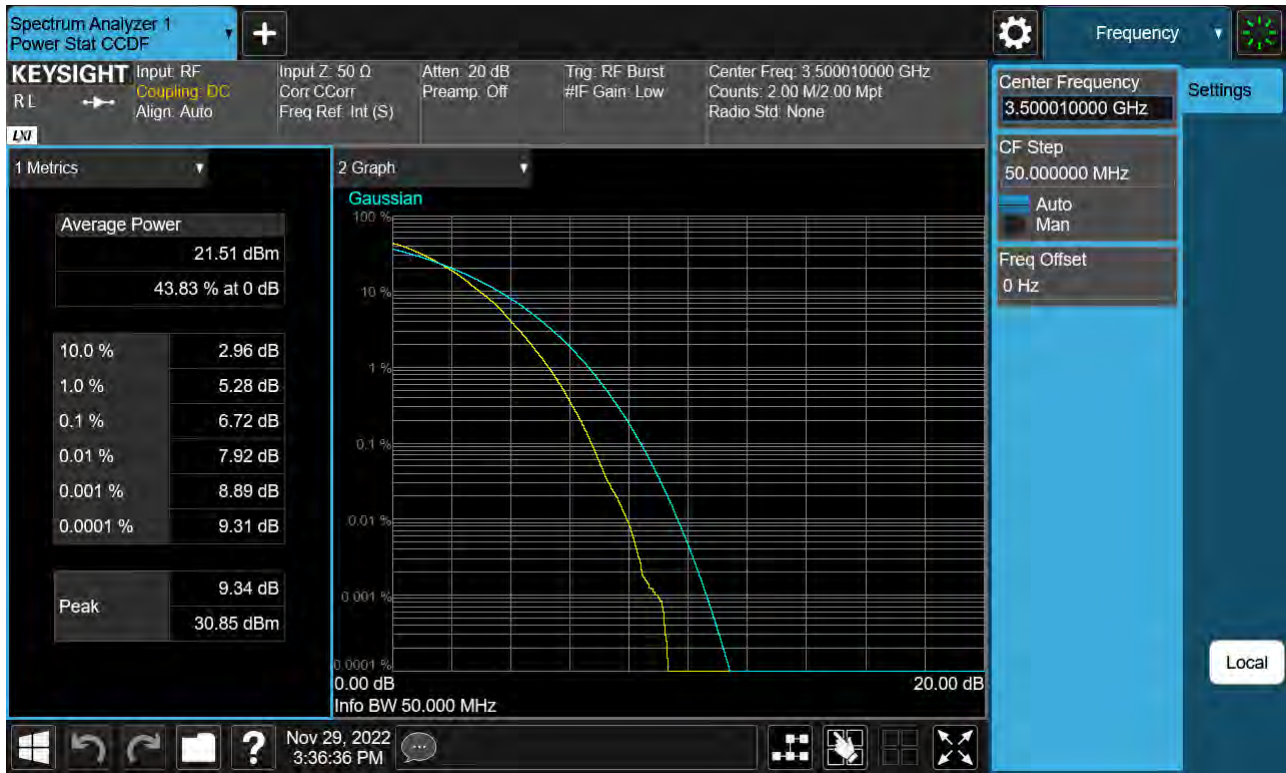 Spectrum Analyzer 1
Power Stat CCDF
Frequency
KEYSIGHT
RL
LXI
Input: RF
Coupling: DC
Align: Auto
Input Z: 50 Ω
Corr CCorr
Freq Ref: Int (S)
Atten: 20 dB
Preamp: Off
Trig: RF Burst
#IF Gain: Low
Center Freq: 3.500010000 GHz
Counts: 2.00 M/2.00 Mpt
Radio Std: None
1 Metrics
Average Power
21.51 dBm
43.83 % at 0 dB
10.0 % 2.96 dB
1.0 % 5.28 dB
0.1 % 6.72 dB
0.01 % 7.92 dB
0.001 % 8.89 dB
0.0001 % 9.31 dB
Peak
9.34 dB
30.85 dBm
2 Graph
Gaussian
100 %
10 %
1 %
0.1 %
0.01 %
0.001 %
0.0001 %
0.00 dB 20.00 dB
Info BW 50.000 MHz
Center Frequency
3.500010000 GHz
CF Step
50.000000 MHz
Auto
Man
Freq Offset
0 Hz
Settings
Local
?
Nov 29, 2022
3:36:36 PM